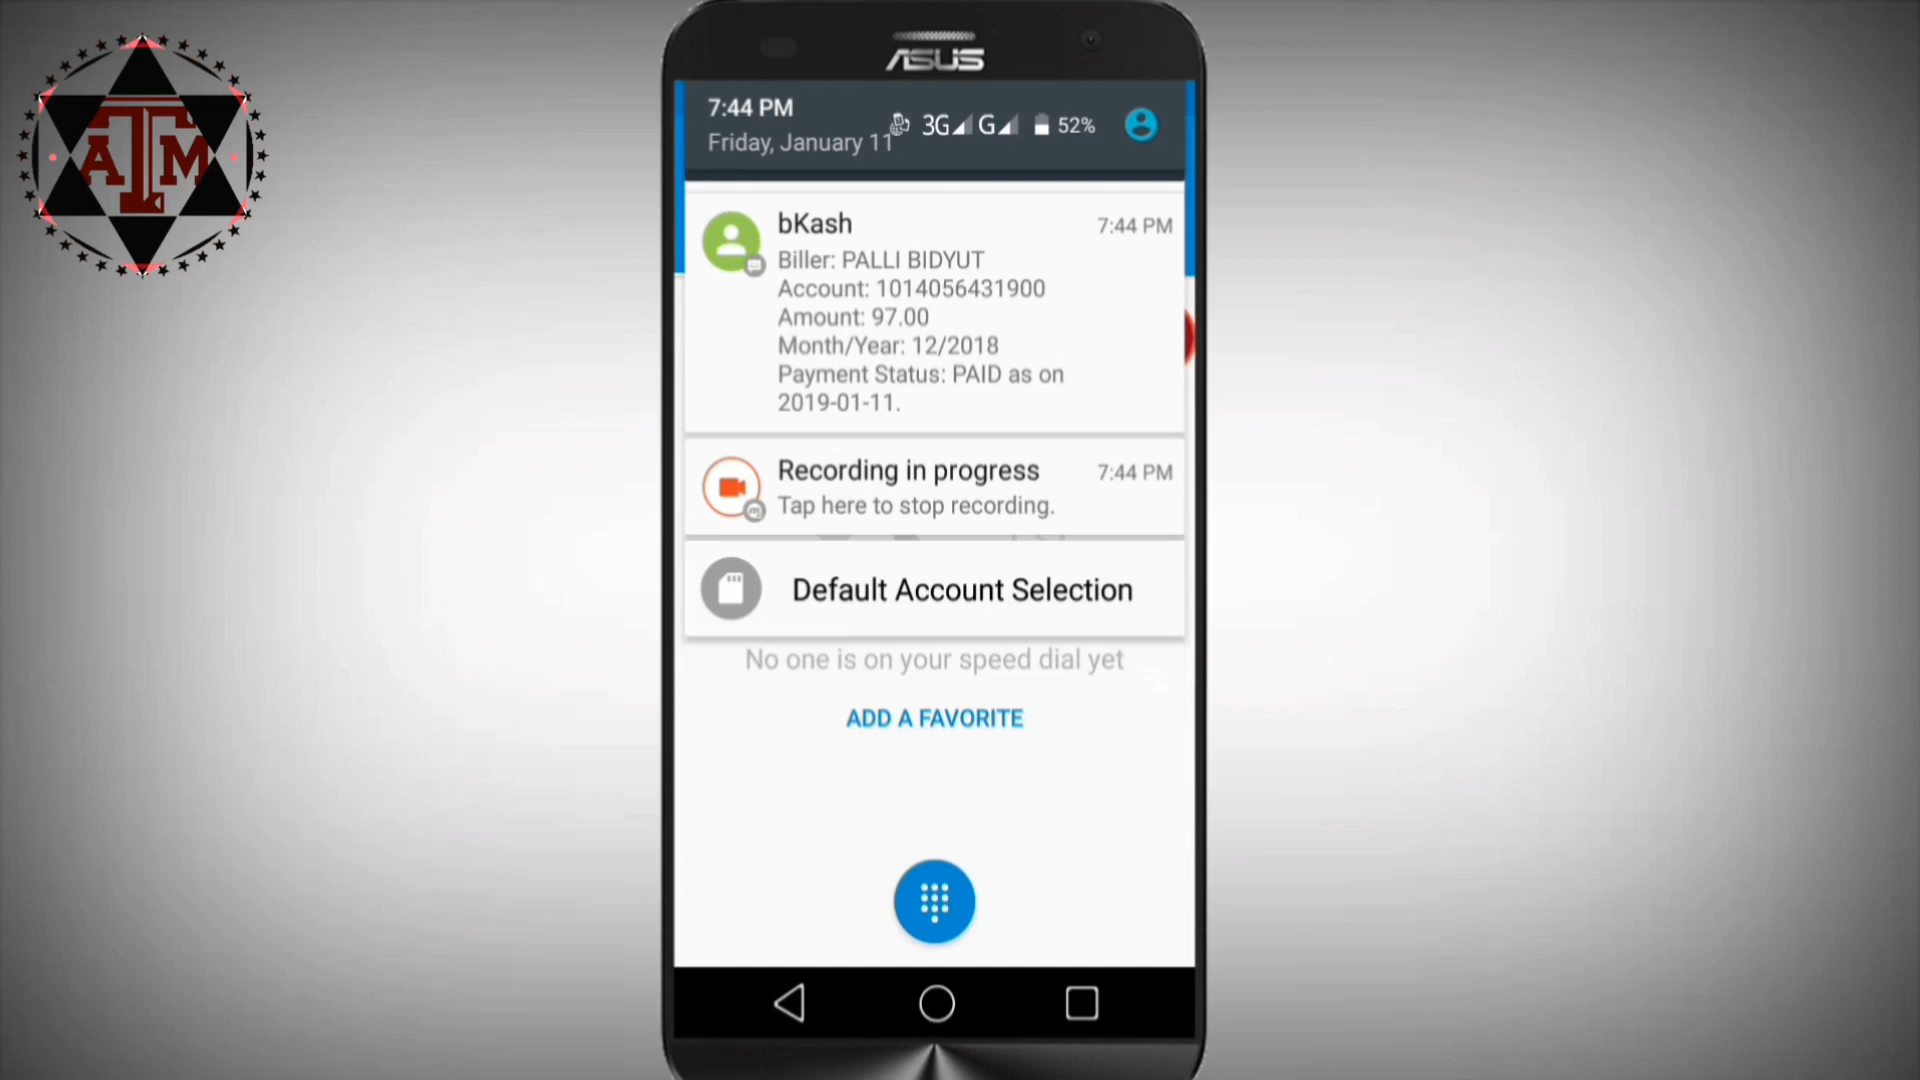 ASUS
ATM
7:44 PM
Friday, January 11
3G G 52%
bKash 7:44 PM
Biller: PALLI BIDYUT
Account: 1014056431900
Amount: 97.00
Month/Year: 12/2018
Payment Status: PAID as on
2019-01-11.
Recording in progress 7:44 PM
Tap here to stop recording.
Default Account Selection
No one is on your speed dial yet
ADD A FAVORITE